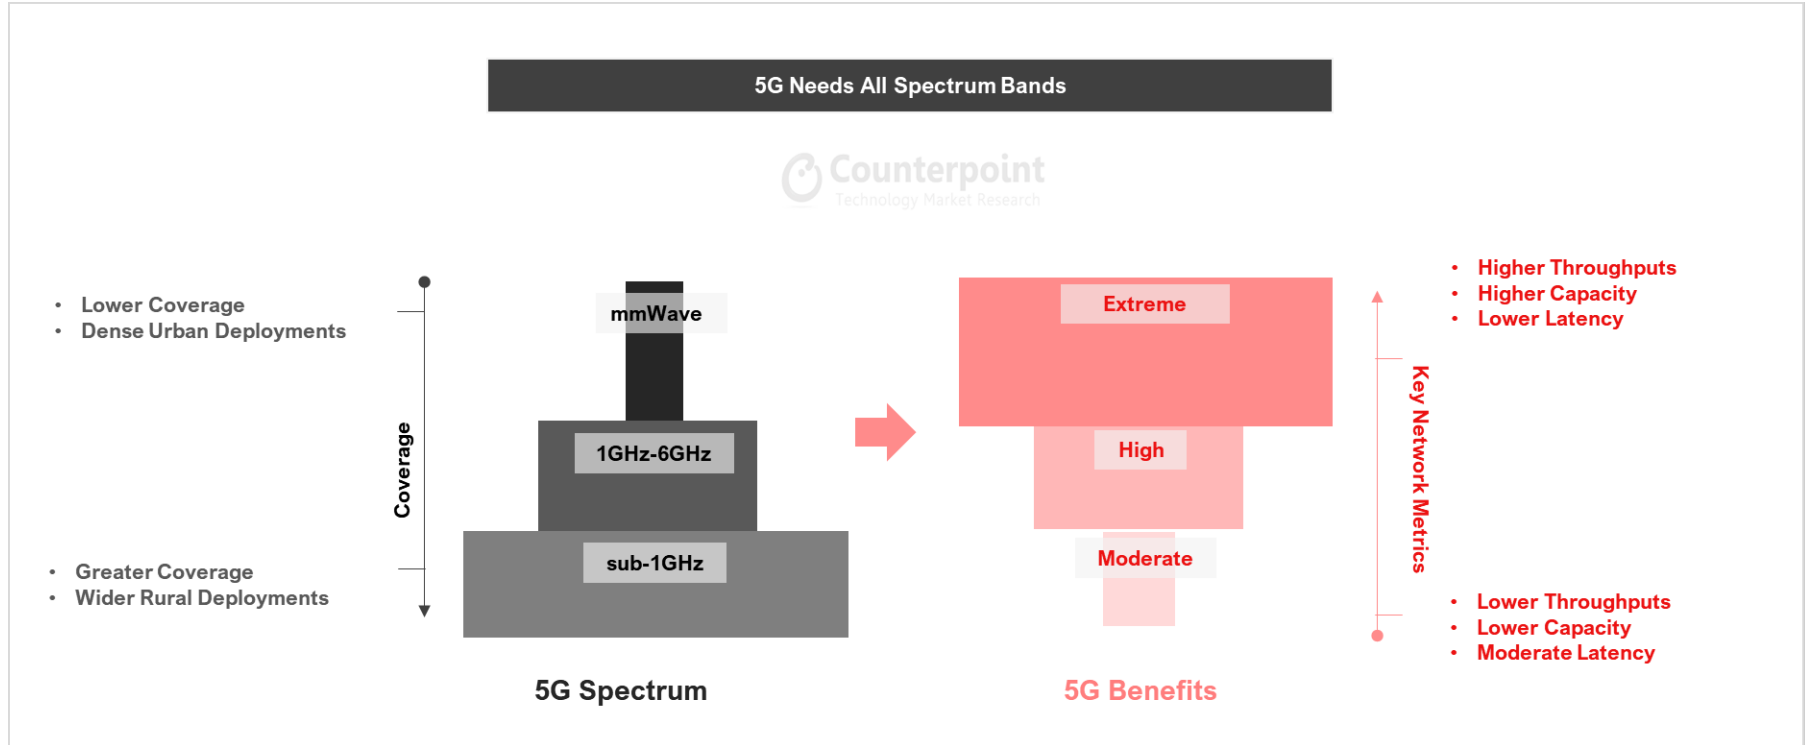 5G Needs All Spectrum Bands
Counterpoint
Technology Market Research
• Lower Coverage
• Dense Urban Deployments
Coverage
• Greater Coverage
• Wider Rural Deployments
mmWave
1GHz-6GHz
sub-1GHz
5G Spectrum
Extreme
High
Moderate
5G Benefits
Key Network Metrics
• Higher Throughputs
• Higher Capacity
• Lower Latency
• Lower Throughputs
• Lower Capacity
• Moderate Latency